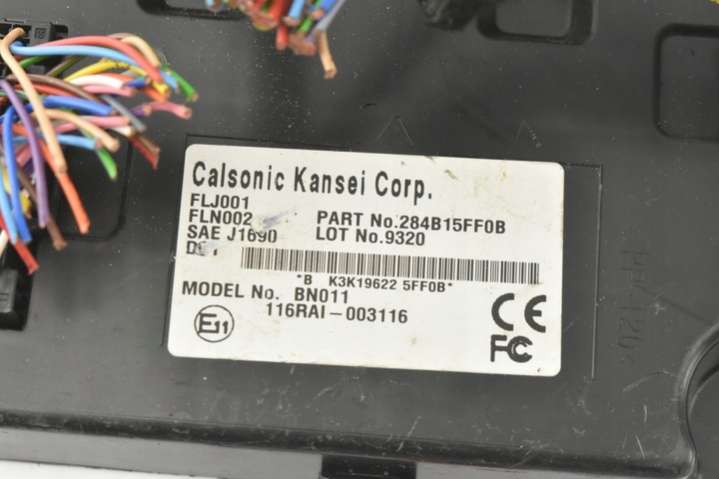 Calsonic Kansei Corp.
FLJ001
FLN002 PART No.284B15FF0B
SAE J1690 LOT No.9320
*B K3K19622 5FF0B*
MODEL No. BN011
116RAI-003116
E11
CE
FC